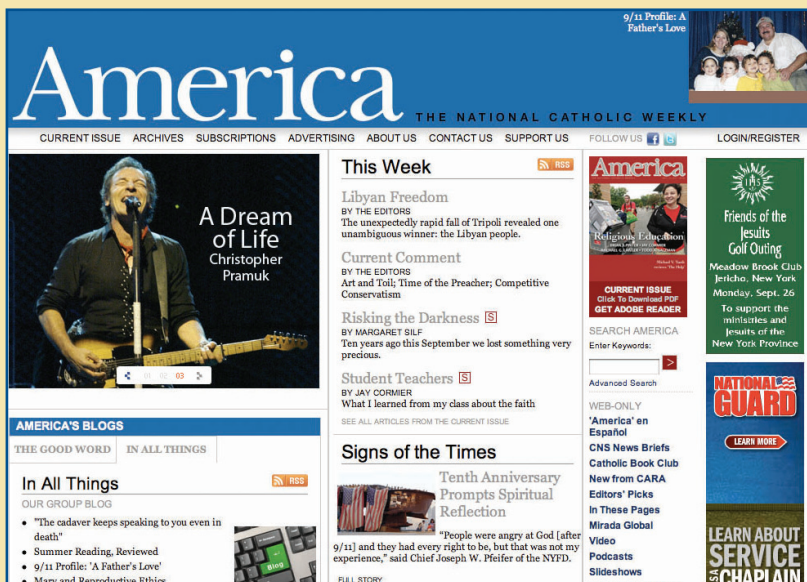 9/11 Profile: A
Father's Love
America
THE NATIONAL CATHOLIC WEEKLY
CURRENT ISSUE ARCHIVES SUBSCRIPTIONS ADVERTISING ABOUT US CONTACT US SUPPORT US FOLLOW US LOGIN/REGISTER
A Dream
of Life
Christopher
Pramuk
01 02 03
AMERICA'S BLOGS
THE GOOD WORD IN ALL THINGS
In All Things
RSS
OUR GROUP BLOG
• "The cadaver keeps speaking to you even in
death"
• Summer Reading, Reviewed
• 9/11 Profile: 'A Father's Love'
• Mary and Reproductive Ethics
Blog
This Week
RSS
Libyan Freedom
BY THE EDITORS
The unexpectedly rapid fall of Tripoli revealed one
unambiguous winner: the Libyan people.
Current Comment
BY THE EDITORS
Art and Toil; Time of the Preacher; Competitive
Conservatism
Risking the Darkness S
BY MARGARET SILF
Ten years ago this September we lost something very
precious.
Student Teachers S
BY JAY CORMIER
What I learned from my class about the faith
SEE ALL ARTICLES FROM THE CURRENT ISSUE
Signs of the Times
Tenth Anniversary
Prompts Spiritual
Reflection
"People were angry at God [after
9/11] and they had every right to be, but that was not my
experience," said Chief Joseph W. Pfeifer of the NYFD.
FULL STORY
America
Religious Education
CURRENT ISSUE
Click To Download PDF
GET ADOBE READER
SEARCH AMERICA
Enter Keywords:
>
Advanced Search
WEB-ONLY
'America' en
Español
CNS News Briefs
Catholic Book Club
New from CARA
Editors' Picks
In These Pages
Mirada Global
Video
Podcasts
Slideshows
IHS
Friends of the
Jesuits
Golf Outing
Meadow Brook Club
Jericho, New York
Monday, Sept. 26
To support the
ministries and
Jesuits of the
New York Province
NATIONAL
GUARD
LEARN MORE
LEARN ABOUT
SERVICE
CHAPLAIN